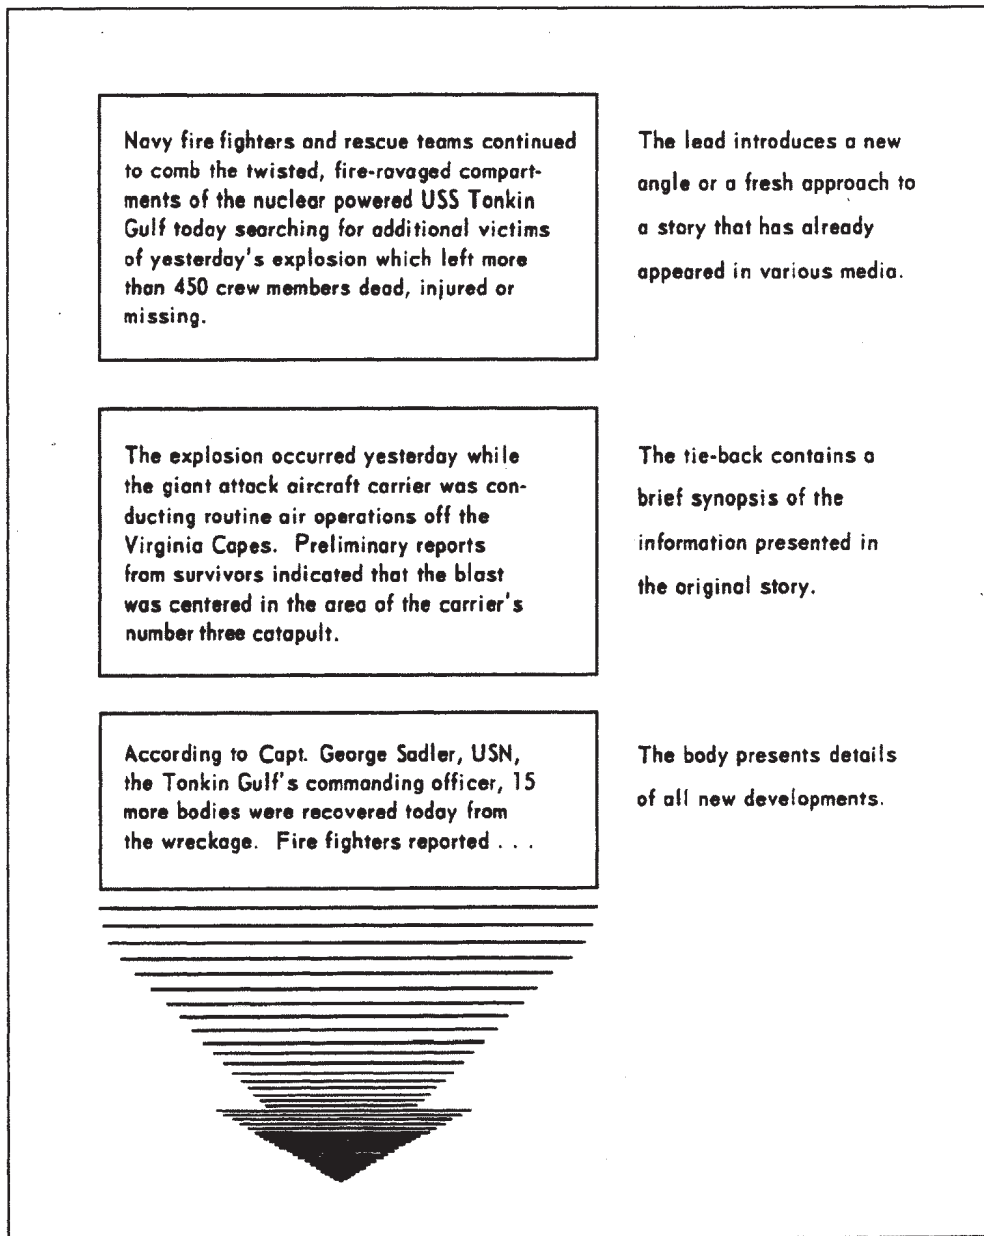 Navy fire fighters and rescue teams continued
to comb the twisted, fire-ravaged compart-
ments of the nuclear powered USS Tonkin
Gulf today searching for additional victims
of yesterday's explosion which left more
than 450 crew members dead, injured or
missing.
The lead introduces a new
angle or a fresh approach to
a story that has already
appeared in various media.
The explosion occurred yesterday while
the giant attack aircraft carrier was con-
ducting routine air operations off the
Virginia Capes. Preliminary reports
from survivors indicated that the blast
was centered in the area of the carrier's
number three catapult.
The tie-back contains a
brief synopsis of the
information presented in
the original story.
According to Capt. George Sadler, USN,
the Tonkin Gulf's commanding officer, 15
more bodies were recovered today from
the wreckage. Fire fighters reported . . .
The body presents details
of all new developments.